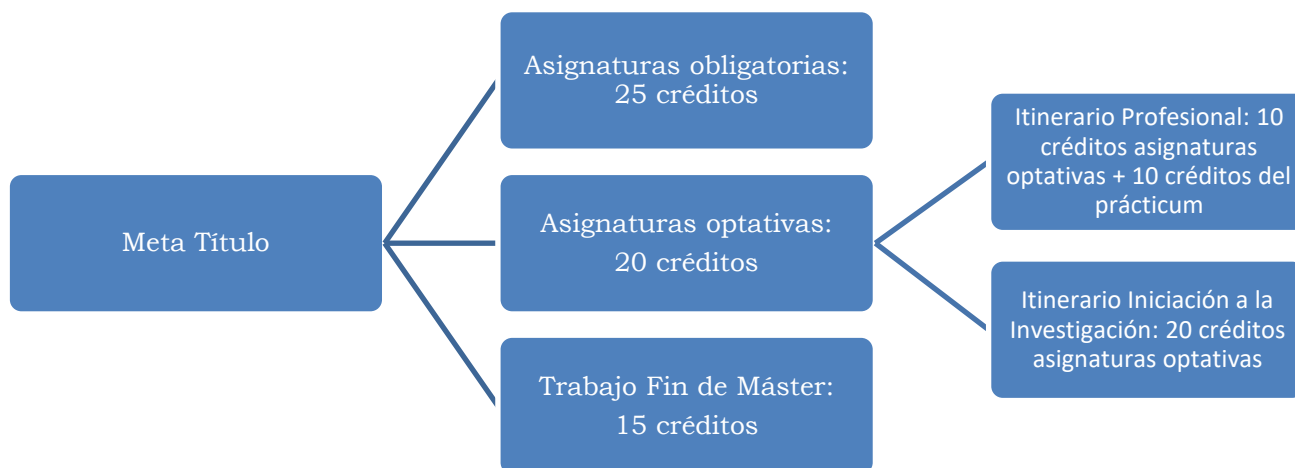 Meta Título
Asignaturas obligatorias:
25 créditos
Asignaturas optativas:
20 créditos
Trabajo Fin de Máster:
15 créditos
Itinerario Profesional: 10
créditos asignaturas
optativas + 10 créditos del
prácticum
Itinerario Iniciación a la
Investigación: 20 créditos
asignaturas optativas